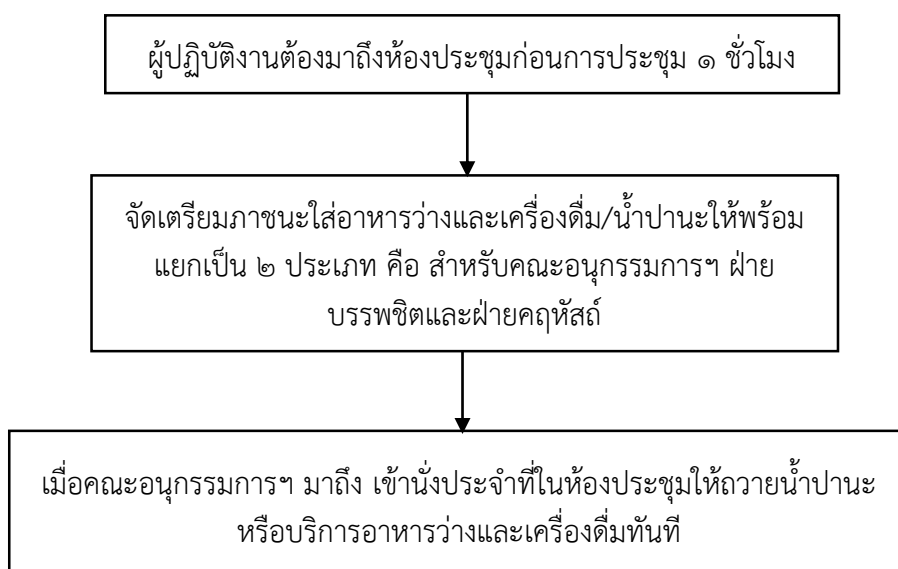 ผู้ปฏิบัติงานต้องมาถึงห้องประชุมก่อนการประชุม ๑ ชั่วโมง
จัดเตรียมภาชนะใส่อาหารว่างและเครื่องดื่ม/น้ำปานะให้พร้อม
แยกเป็น ๒ ประเภท คือ สำหรับคณะอนุกรรมการฯ ฝ่าย
บรรพชิตและฝ่ายคฤหัสถ์
เมื่อคณะอนุกรรมการฯ มาถึง เข้านั่งประจำที่ในห้องประชุมให้ถวายน้ำปานะ
หรือบริการอาหารว่างและเครื่องดื่มทันที